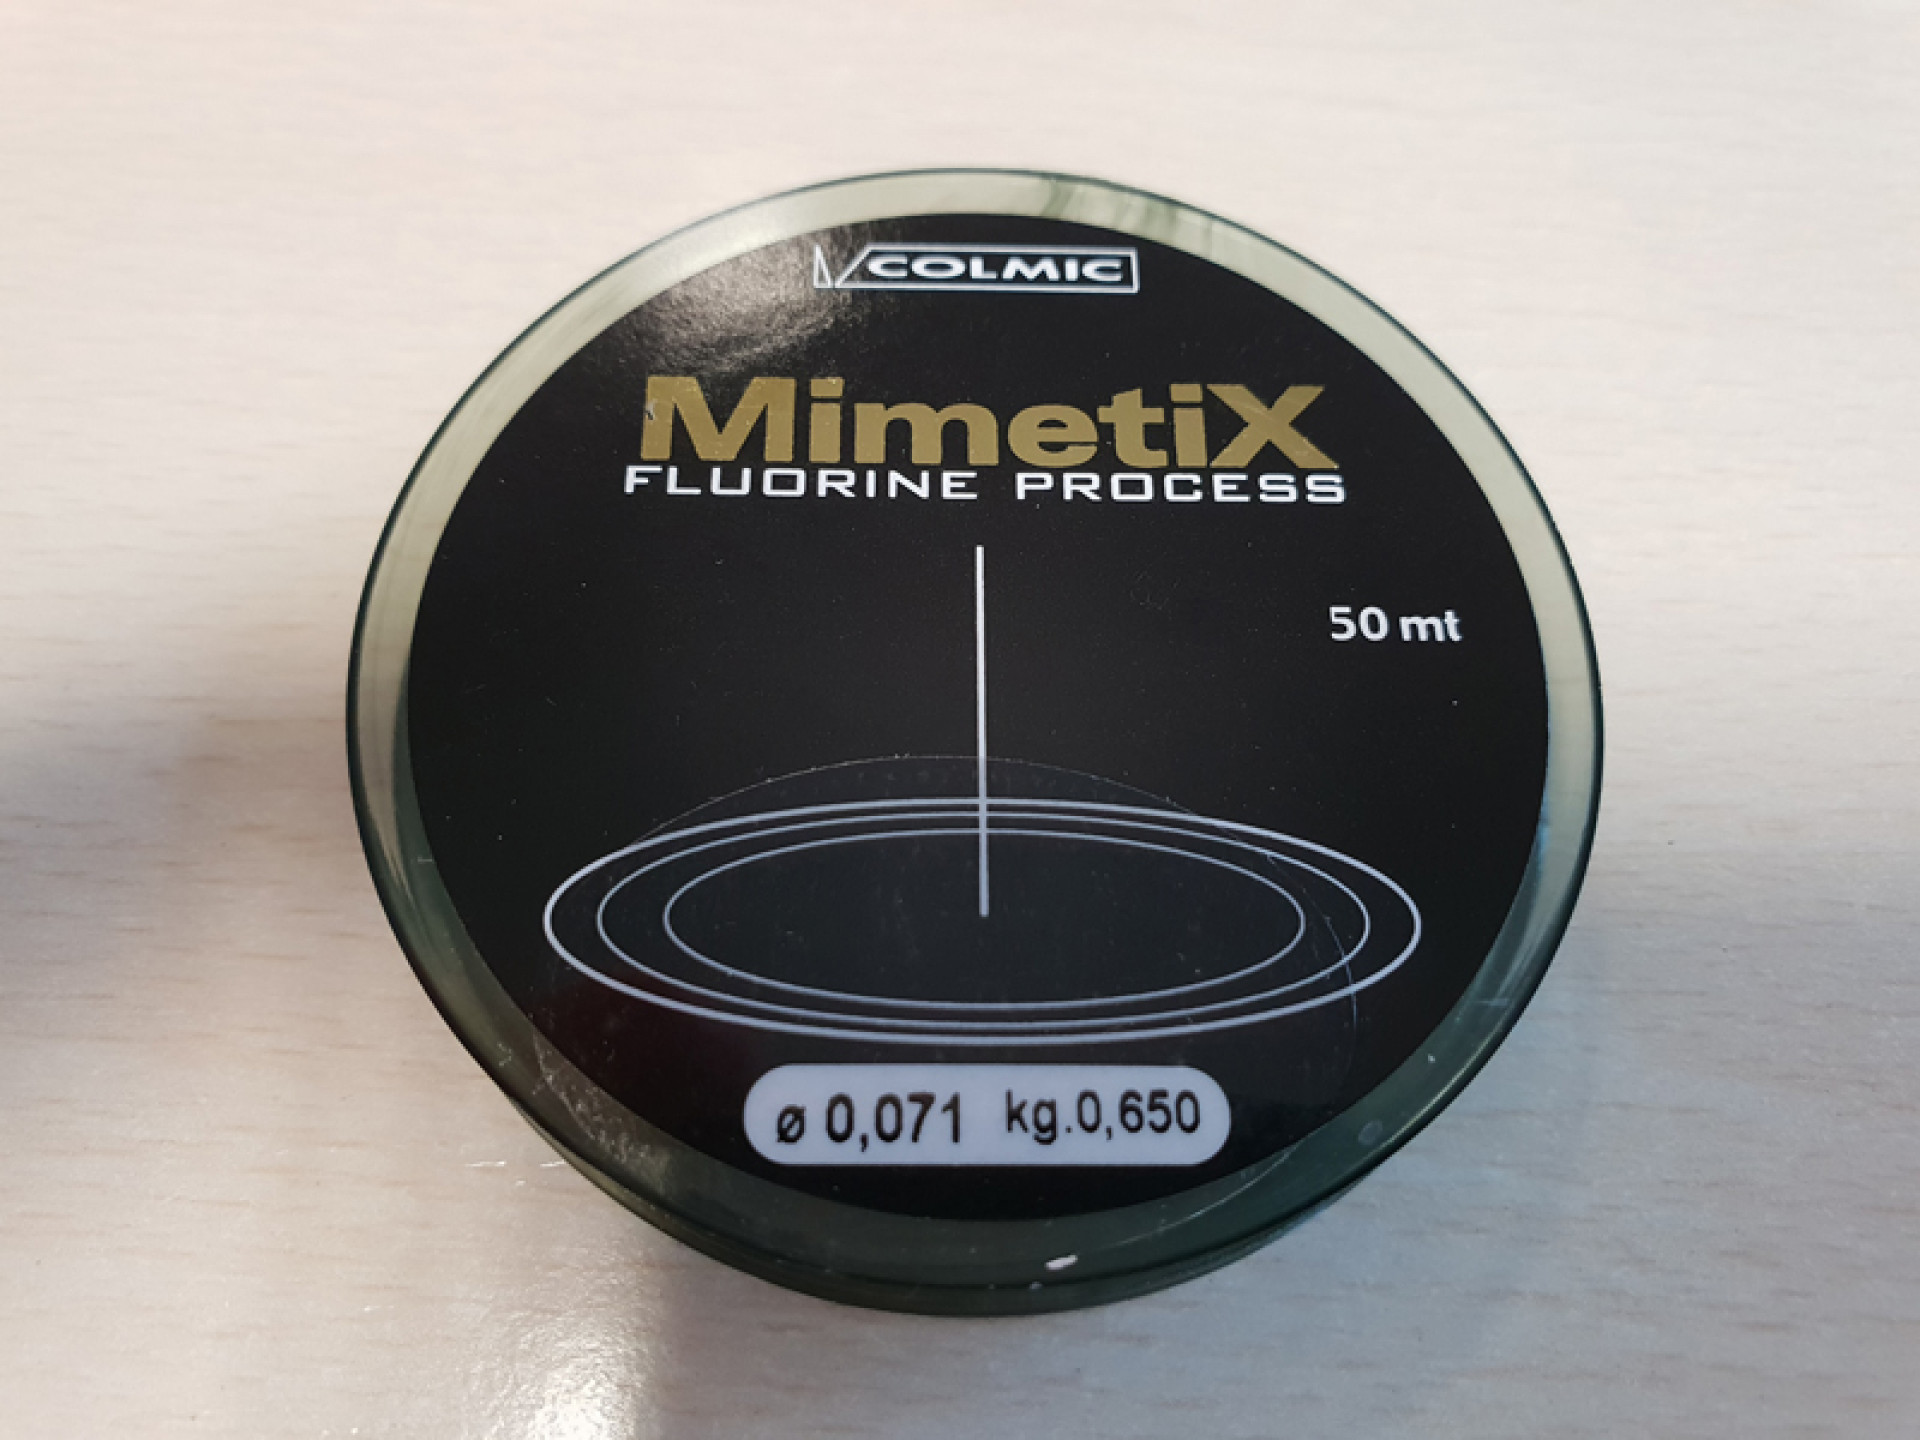 COLMIC
MimetiX
FLUORINE PROCESS
50 mt
ø 0,071 kg.0,650